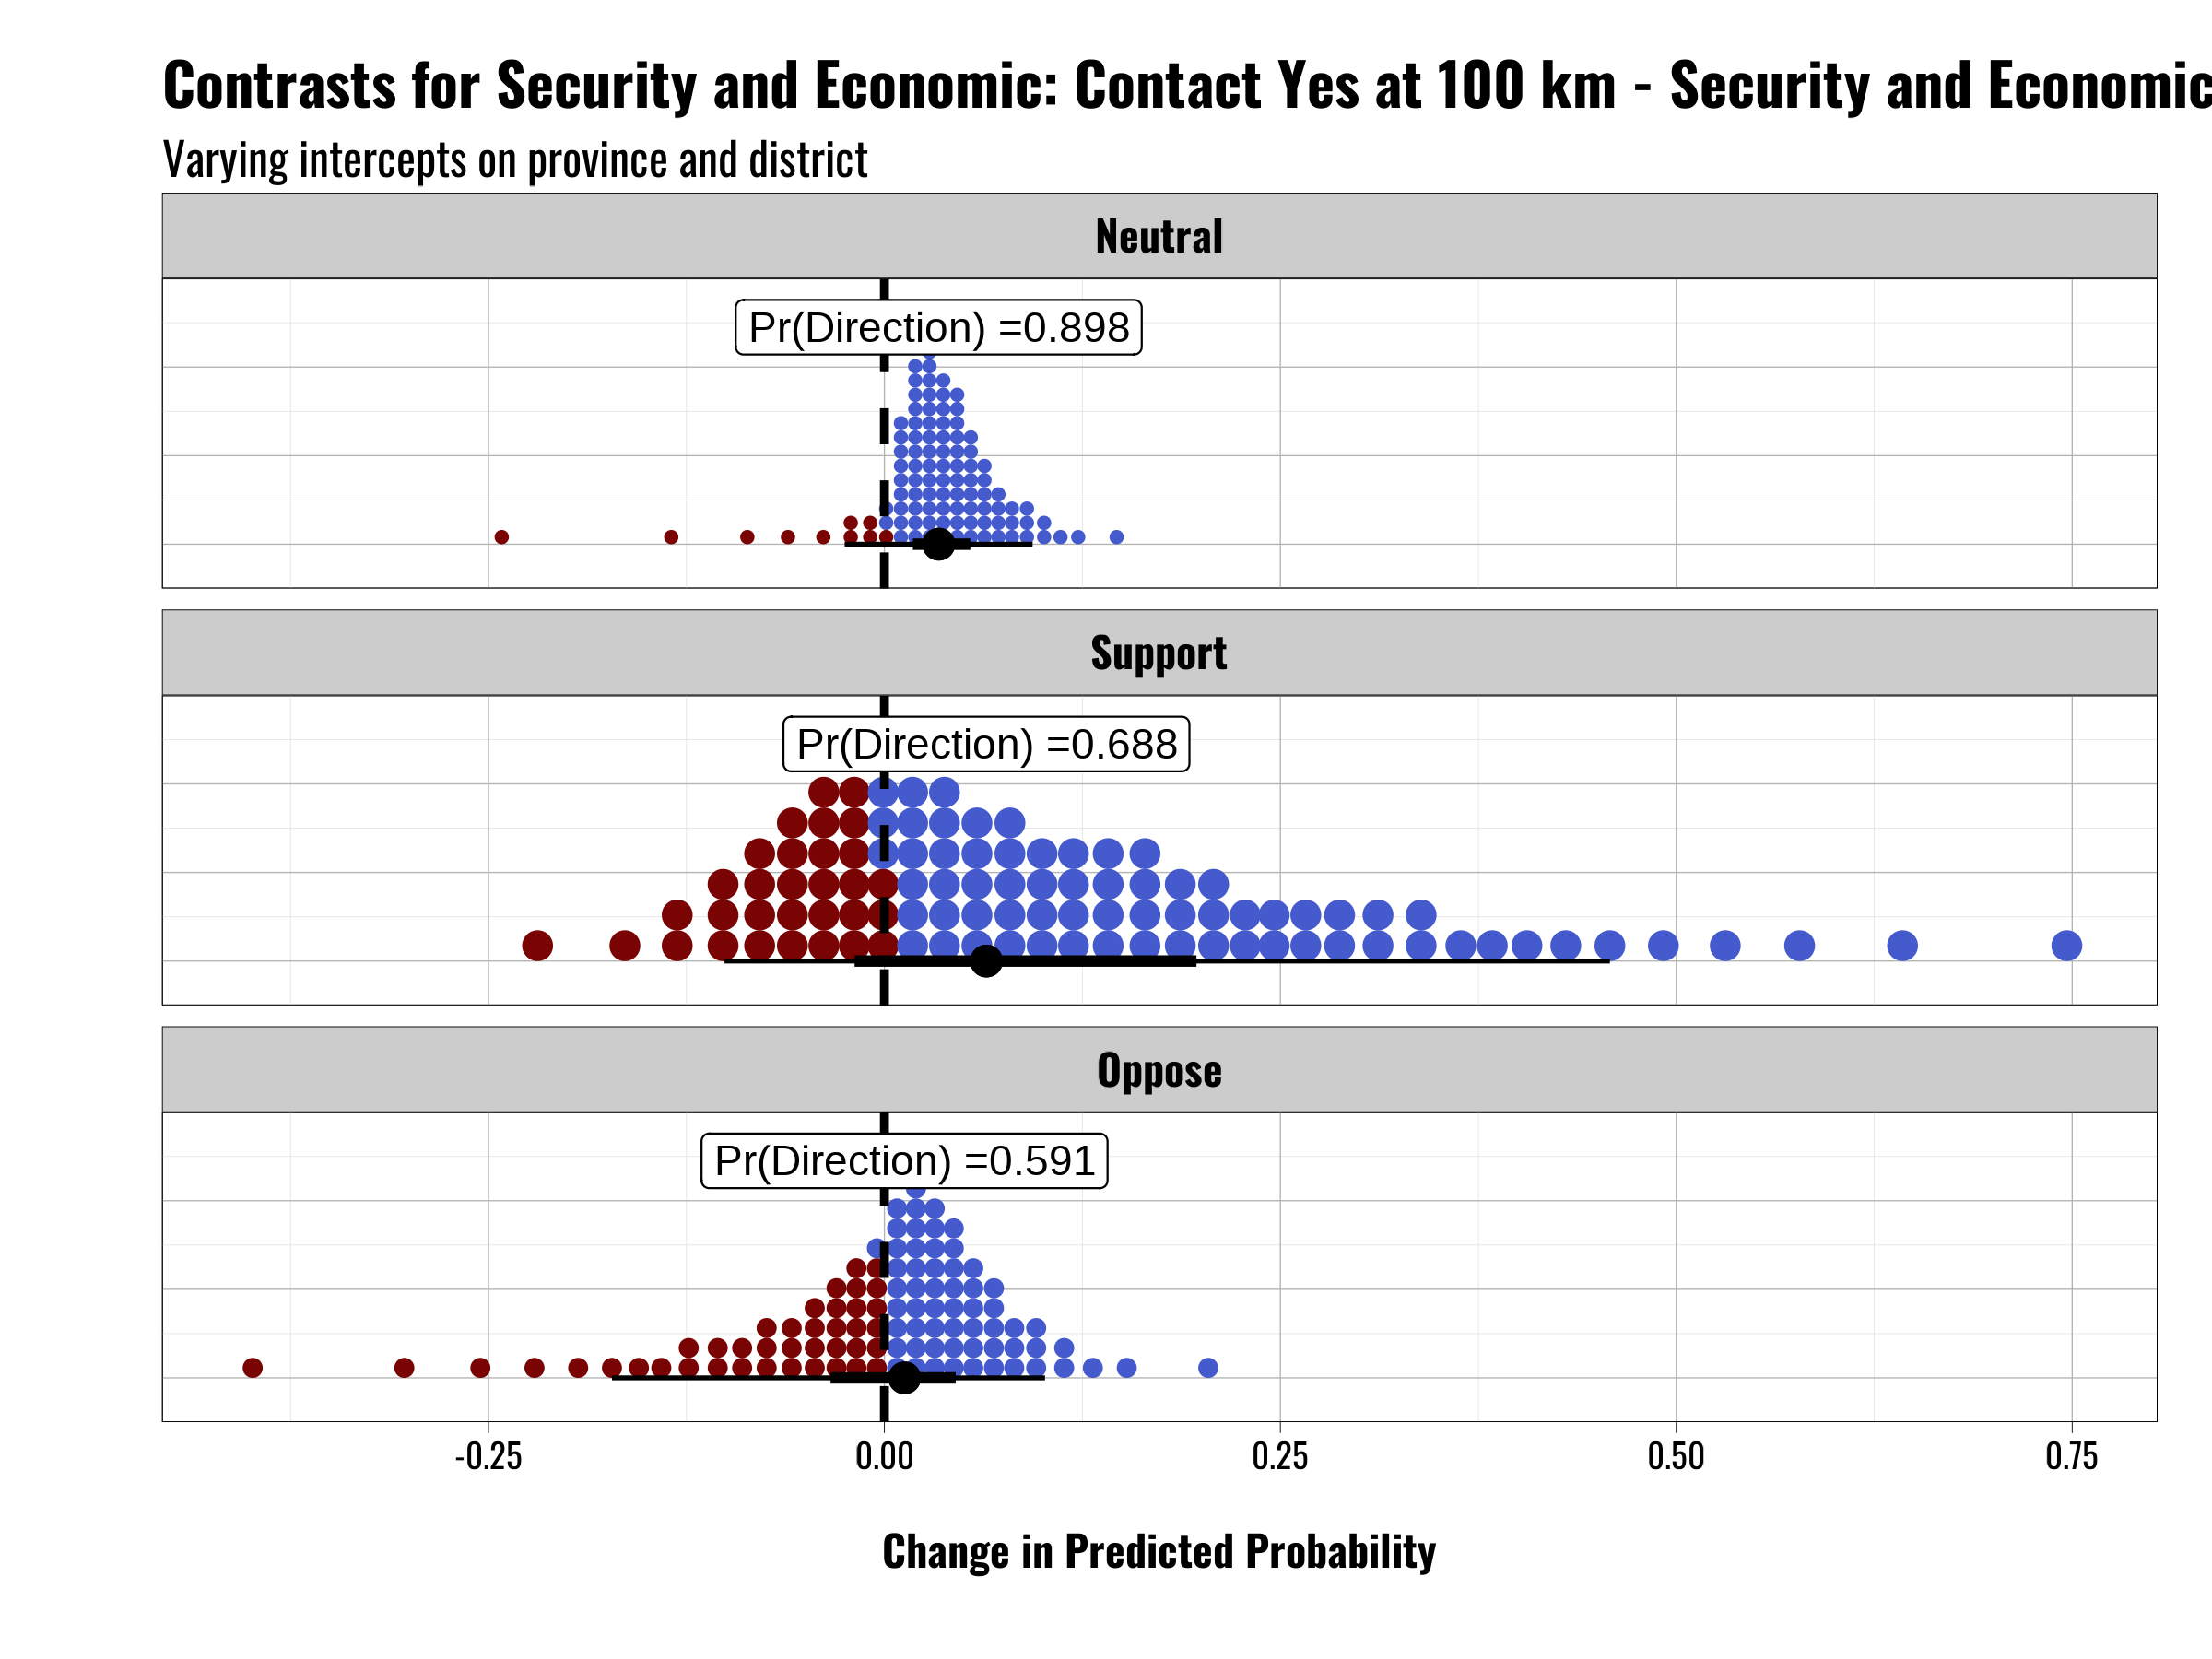 Contrasts for Security and Economic: Contact Yes at 100 km - Security and Economic
Varying intercepts on province and district
Neutral
Pr(Direction) =0.898
Support
Pr(Direction) =0.688
Oppose
Pr(Direction) =0.591
-0.25 0.00 0.25 0.50 0.75
Change in Predicted Probability